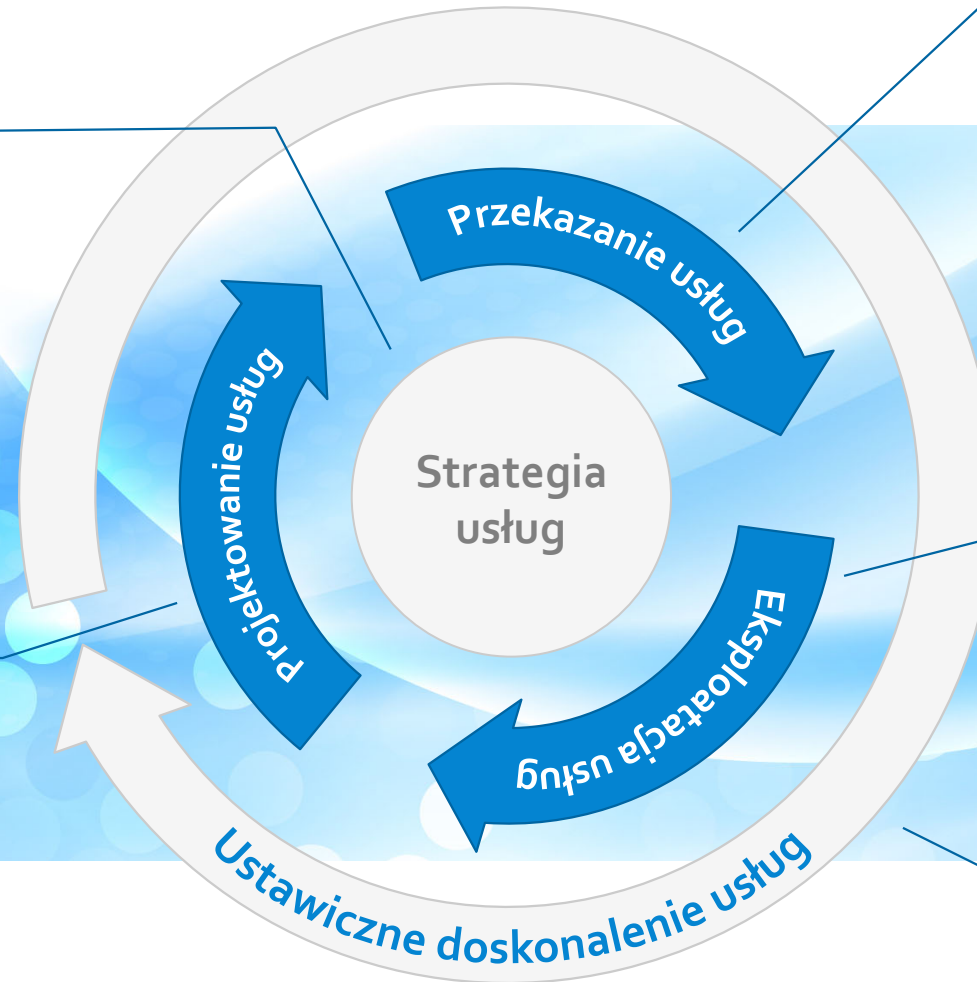 Przekazanie usług
Projektowanie usług
Strategia
usług
Eksploatacja usług
Ustawiczne doskonalenie usług